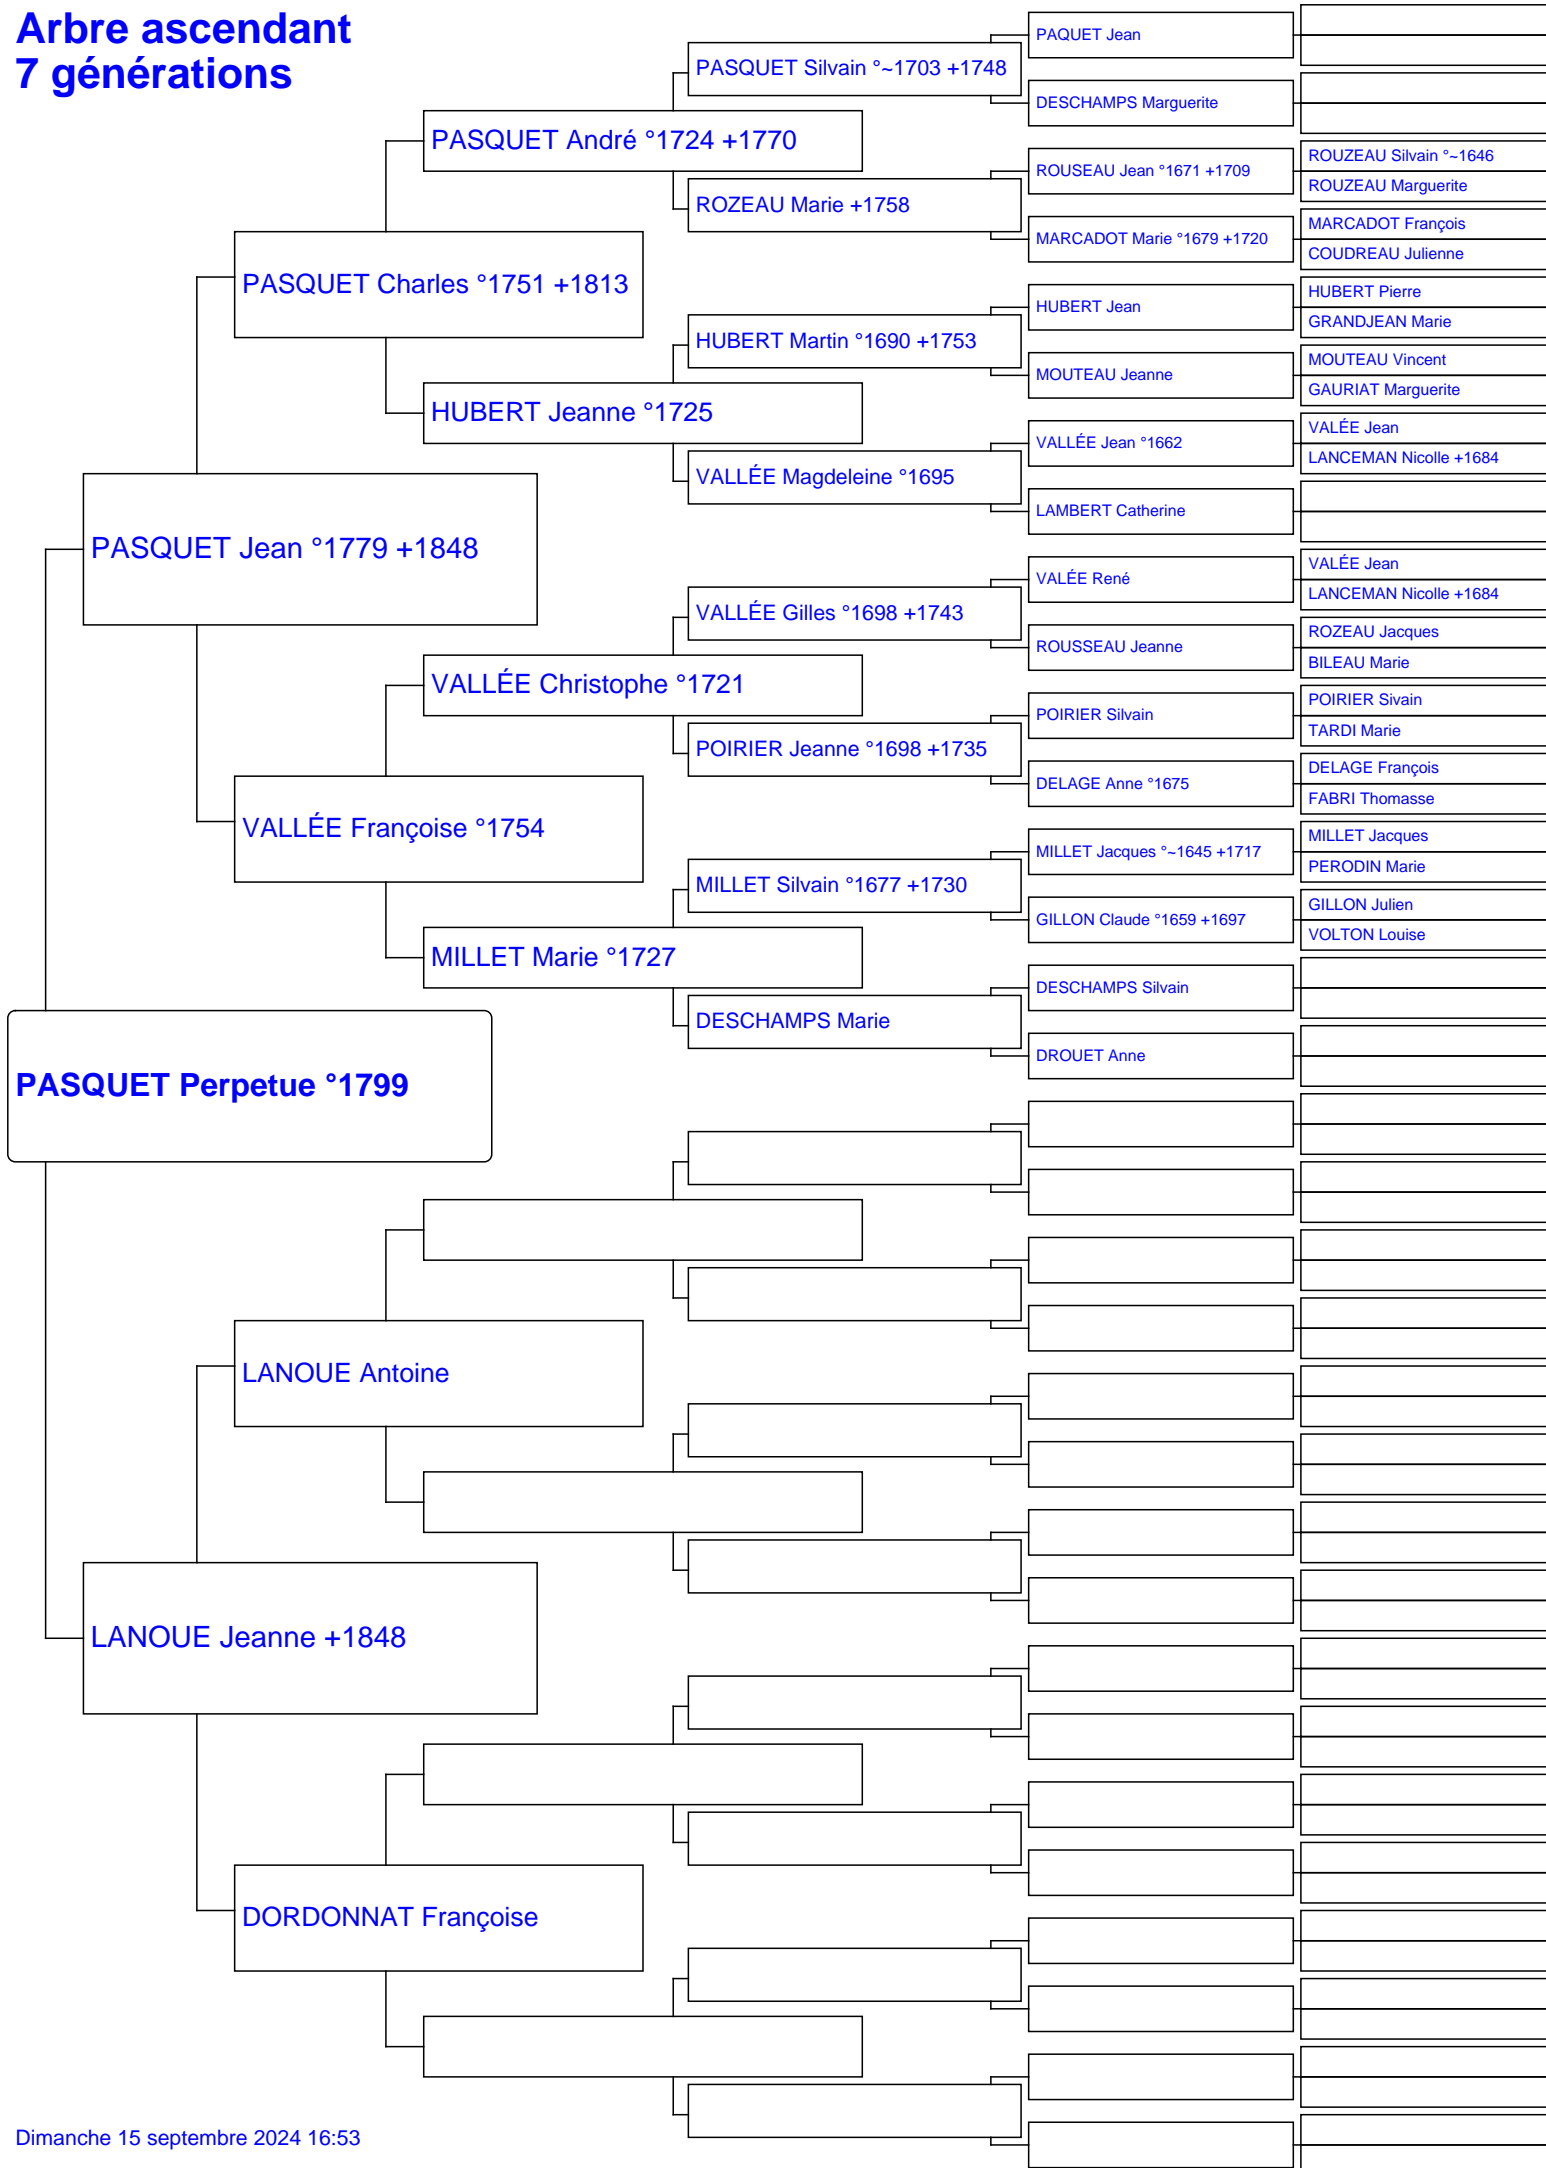 Arbre ascendant
7 générations
PASQUET Perpetue °1799
PASQUET Jean °1779 +1848
LANOUE Jeanne +1848
PASQUET Charles °1751 +1813
VALLÉE Françoise °1754
LANOUE Antoine
DORDONNAT Françoise
PASQUET André °1724 +1770
HUBERT Jeanne °1725
VALLÉE Christophe °1721
MILLET Marie °1727
PASQUET Silvain °~1703 +1748
ROZEAU Marie +1758
HUBERT Martin °1690 +1753
VALLÉE Magdeleine °1695
VALLÉE Gilles °1698 +1743
POIRIER Jeanne °1698 +1735
MILLET Silvain °1677 +1730
DESCHAMPS Marie
PAQUET Jean
DESCHAMPS Marguerite
ROUSEAU Jean °1671 +1709
MARCADOT Marie °1679 +1720
HUBERT Jean
MOUTEAU Jeanne
VALLÉE Jean °1662
LAMBERT Catherine
VALÉE René
ROUSSEAU Jeanne
POIRIER Silvain
DELAGE Anne °1675
MILLET Jacques °~1645 +1717
GILLON Claude °1659 +1697
DESCHAMPS Silvain
DROUET Anne
ROUZEAU Silvain °~1646
ROUZEAU Marguerite
MARCADOT François
COUDREAU Julienne
HUBERT Pierre
GRANDJEAN Marie
MOUTEAU Vincent
GAURIAT Marguerite
VALÉE Jean
LANCEMAN Nicolle +1684
VALÉE Jean
LANCEMAN Nicolle +1684
ROZEAU Jacques
BILEAU Marie
POIRIER Sivain
TARDI Marie
DELAGE François
FABRI Thomasse
MILLET Jacques
PERODIN Marie
GILLON Julien
VOLTON Louise
Dimanche 15 septembre 2024 16:53